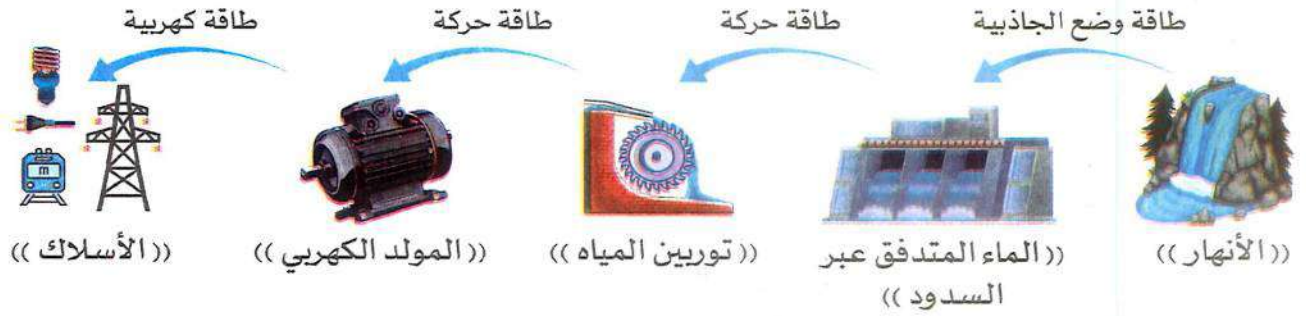 طاقة وضع الجاذبية
طاقة حركة
طاقة حركة
طاقة كهربية
(( الأنهار ))
(( الماء المتدفق عبر
السدود ))
(( توربين المياه ))
(( المولد الكهربي ))
(( الأسلاك ))
m